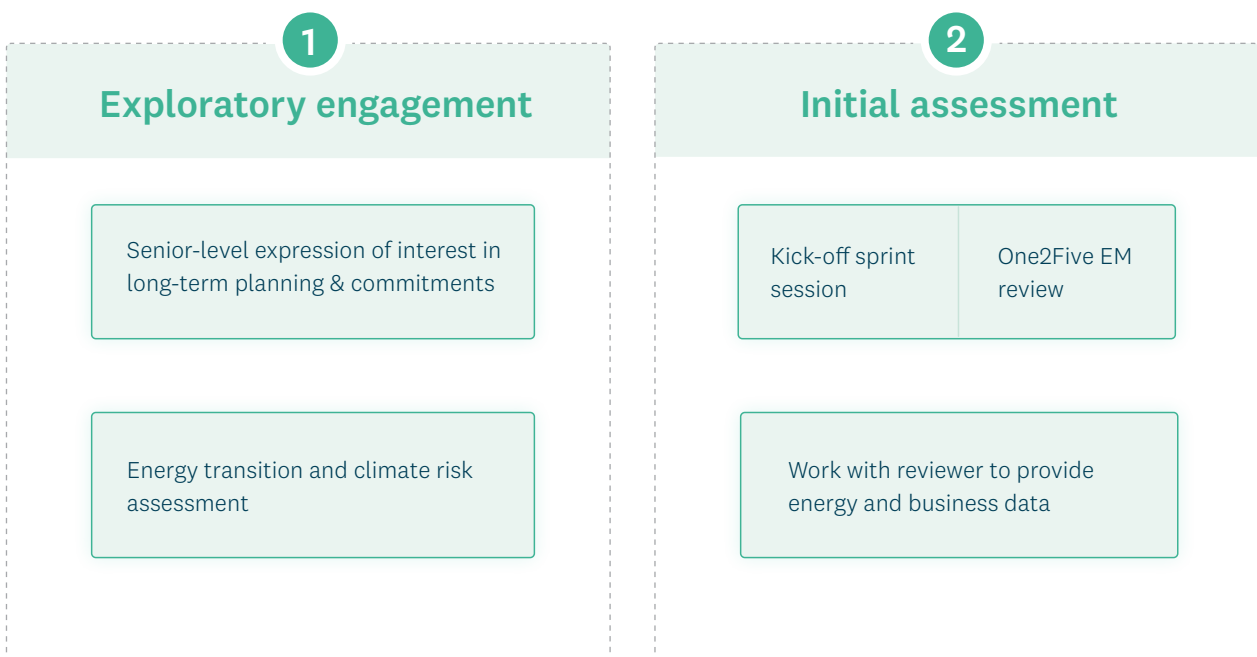 1
Exploratory engagement
Senior-level expression of interest in
long-term planning & commitments
Energy transition and climate risk
assessment
2
Initial assessment
Kick-off sprint
session
One2Five EM
review
Work with reviewer to provide
energy and business data